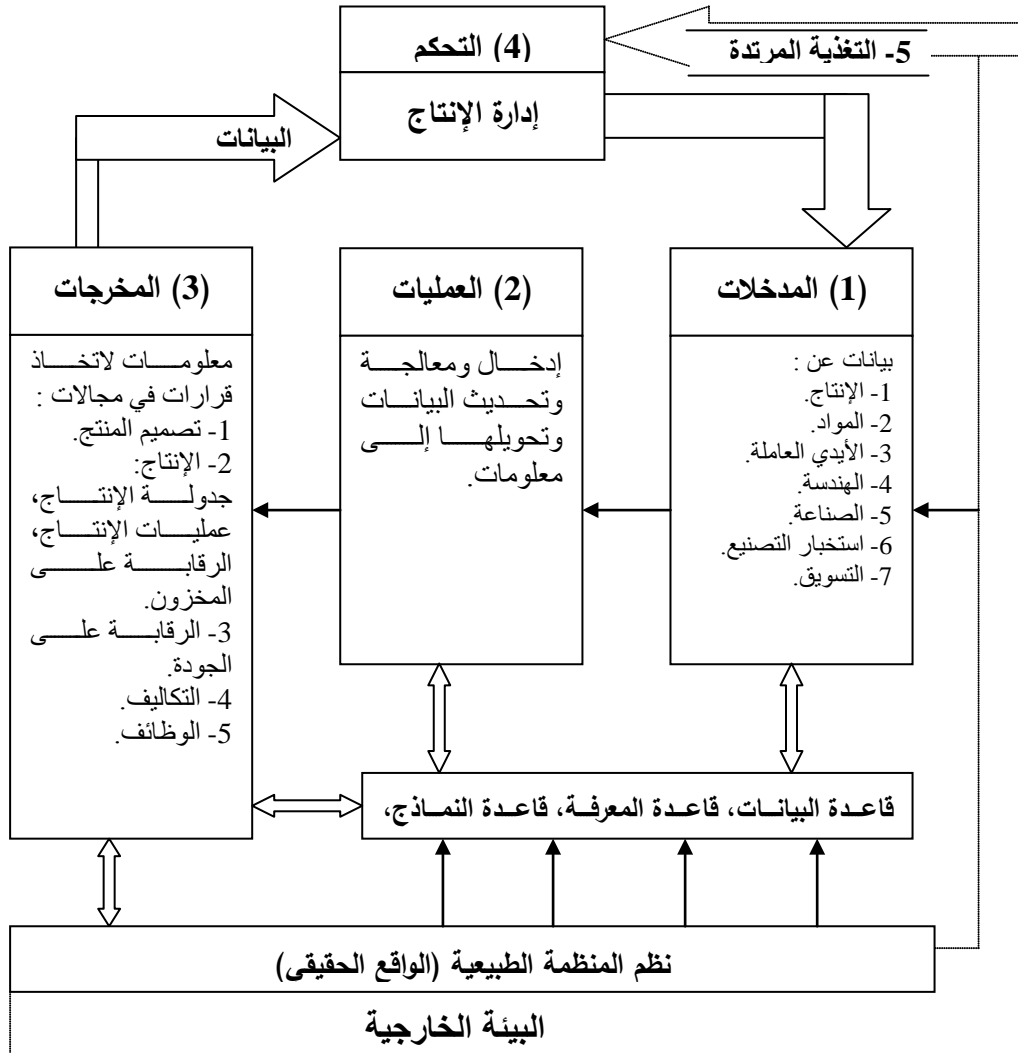 (4) التحكم
إدارة الإنتاج
5- التغذية المرتدة
البيانات
(1) المدخلات
بيانات عن :
1- الإنتاج.
2- المواد.
3- الأيدي العاملة.
4- الهندسة.
5- الصناعة.
6- استخبار التصنيع.
7- التسويق.
(2) العمليات
إدخال ومعالجة
وتحديث البيانات
وتحويلها إلى
معلومات.
(3) المخرجات
معلومات لاتخاذ
قرارات في مجالات :
1- تصميم المنتج.
2- الإنتاج:
جدولة الإنتاج،
عمليات الإنتاج،
الرقابة على
المخزون.
3- الرقابة على
الجودة.
4- التكاليف.
5- الوظائف.
قاعدة البيانات، قاعدة المعرفة، قاعدة النماذج،
نظم المنظمة الطبيعية (الواقع الحقيقي)
البيئة الخارجية